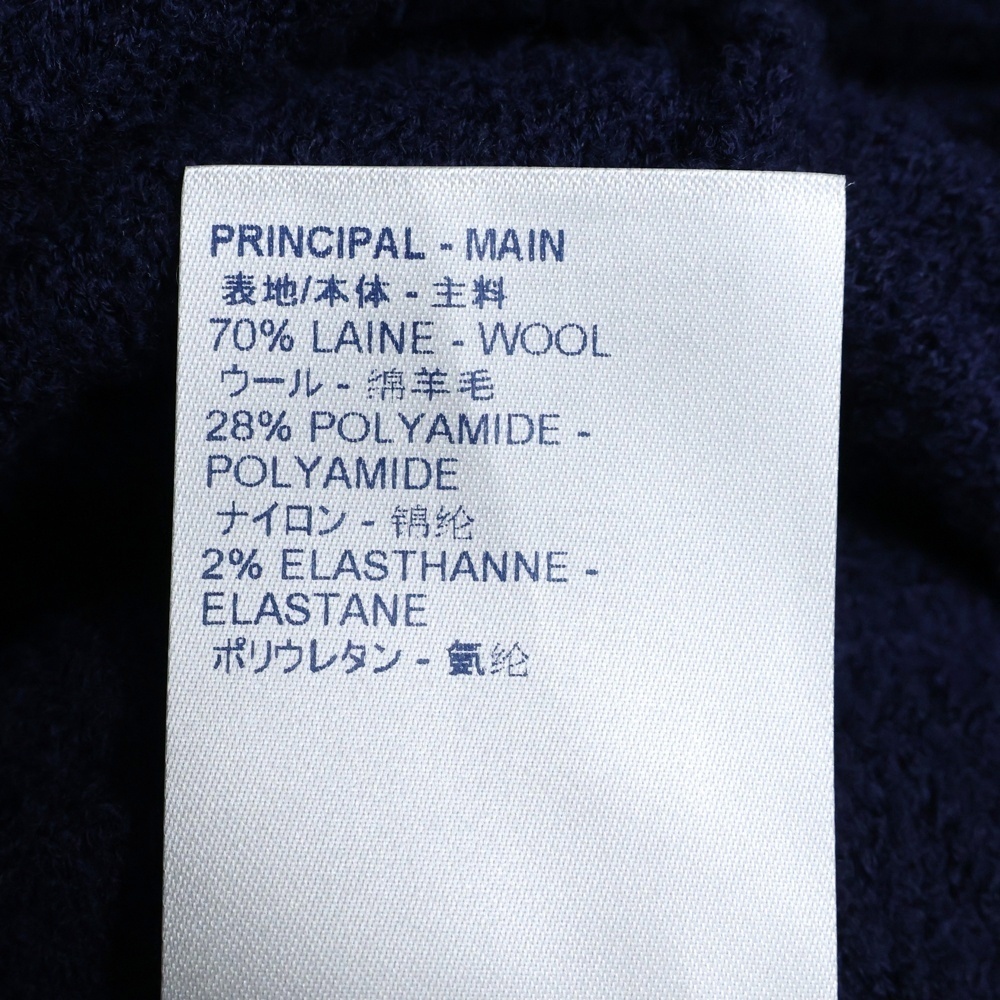 PRINCIPAL - MAIN
表地/本体 - 主料
70% LAINE - WOOL
ウール - 绵羊毛
28% POLYAMIDE -
POLYAMIDE
ナイロン - 锦纶
2% ELASTHANNE -
ELASTANE
ポリウレタン - 氨纶